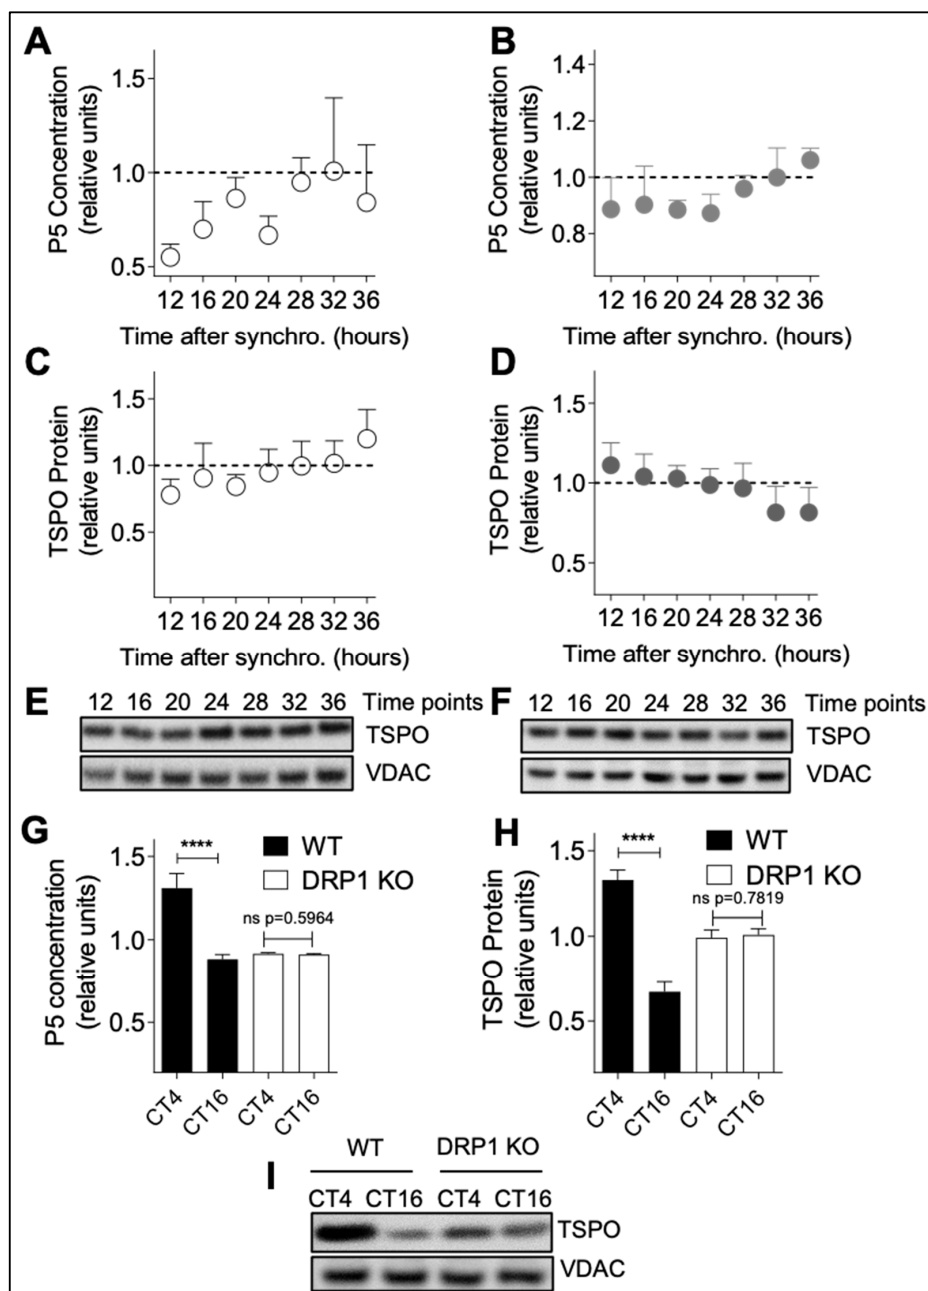 A
P5 Concentration
(relative units)
1.5
1.0
0.5
12 16 20 24 28 32 36
Time after synchro. (hours)
B
P5 Concentration
(relative units)
1.4
1.2
1.0
0.8
12 16 20 24 28 32 36
Time after synchro. (hours)
C
TSPO Protein
(relative units)
1.5
1.0
0.5
12 16 20 24 28 32 36
Time after synchro. (hours)
D
TSPO Protein
(relative units)
1.5
1.0
0.5
12 16 20 24 28 32 36
Time after synchro. (hours)
E
12 16 20 24 28 32 36 Time points
TSPO
VDAC
F
12 16 20 24 28 32 36 Time points
TSPO
VDAC
G
P5 concentration
(relative units)
1.5
1.0
0.5
****
WT
DRP1 KO
ns p=0.5964
CT4
CT16
CT4
CT16
H
TSPO Protein
(relative units)
1.5
1.0
0.5
****
WT
DRP1 KO
ns p=0.7819
CT4
CT16
CT4
CT16
I
WT DRP1 KO
CT4 CT16 CT4 CT16
TSPO
VDAC